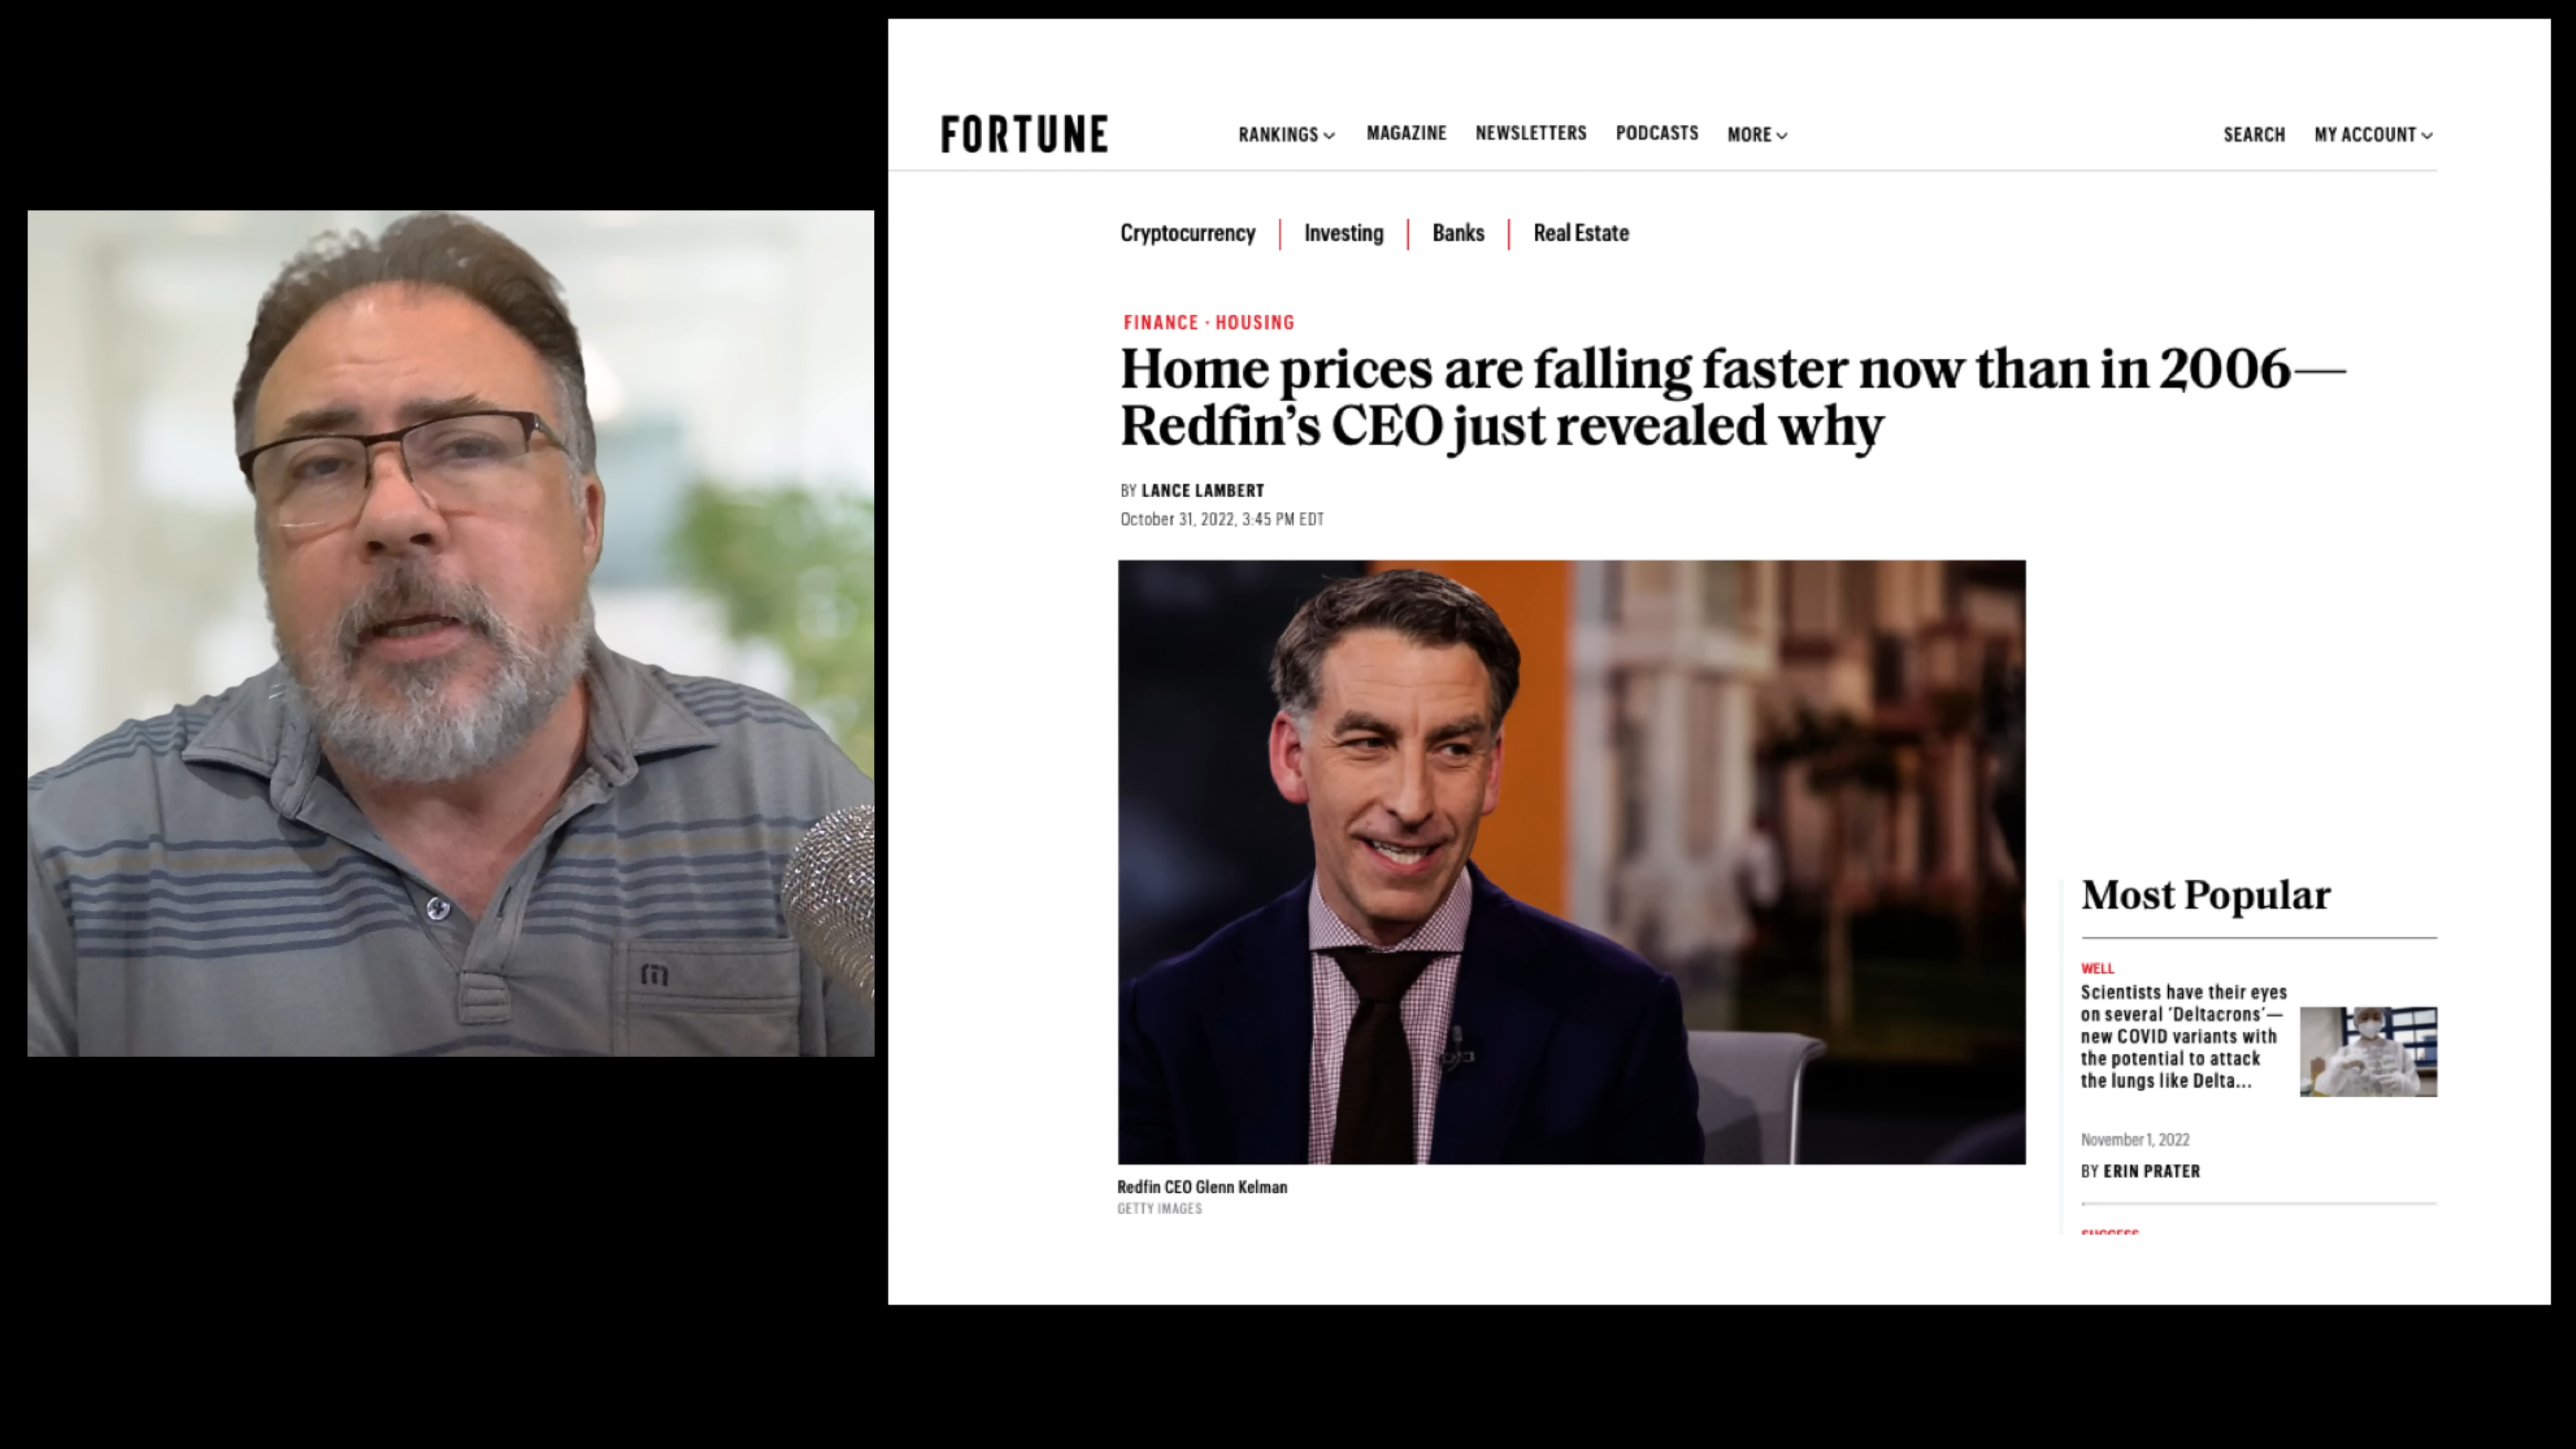 FORTUNE
RANKINGS
MAGAZINE
NEWSLETTERS
PODCASTS
MORE
SEARCH
MY ACCOUNT
Cryptocurrency
Investing
Banks
Real Estate
FINANCE · HOUSING
Home prices are falling faster now than in 2006—
Redfin's CEO just revealed why
BY LANCE LAMBERT
October 31, 2022, 3:45 PM EDT
Redfin CEO Glenn Kelman
GETTY IMAGES
Most Popular
WELL
Scientists have their eyes
on several 'Deltacrons'—
new COVID variants with
the potential to attack
the lungs like Delta...
November 1, 2022
BY ERIN PRATER
SUCCESS